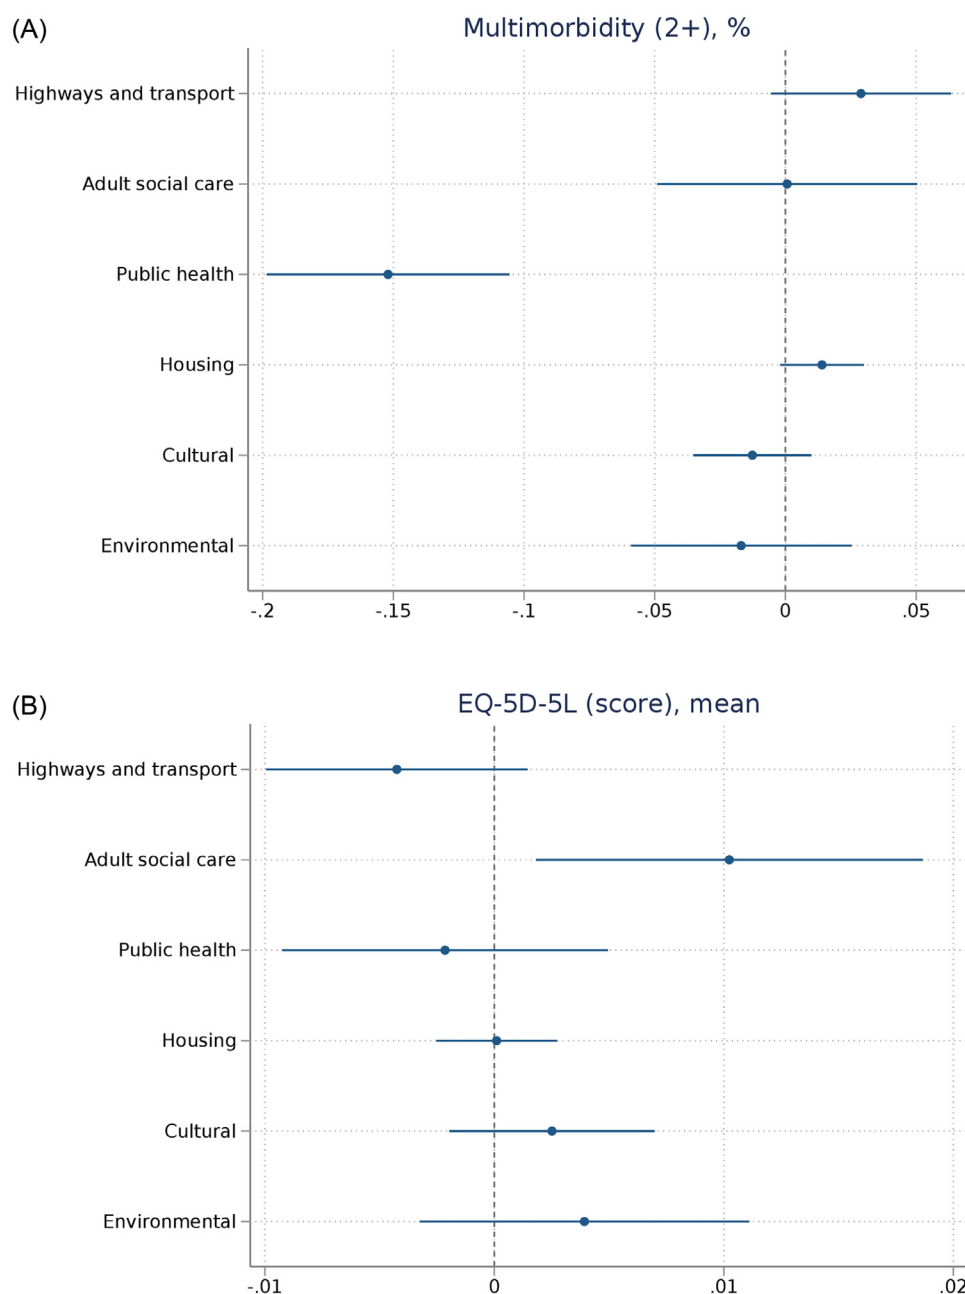 (A)
Multimorbidity (2+), %
Highways and transport
Adult social care
Public health
Housing
Cultural
Environmental
-.2 -.15 -.1 -.05 0 .05
(B)
EQ-5D-5L (score), mean
Highways and transport
Adult social care
Public health
Housing
Cultural
Environmental
-.01 0 .01 .02